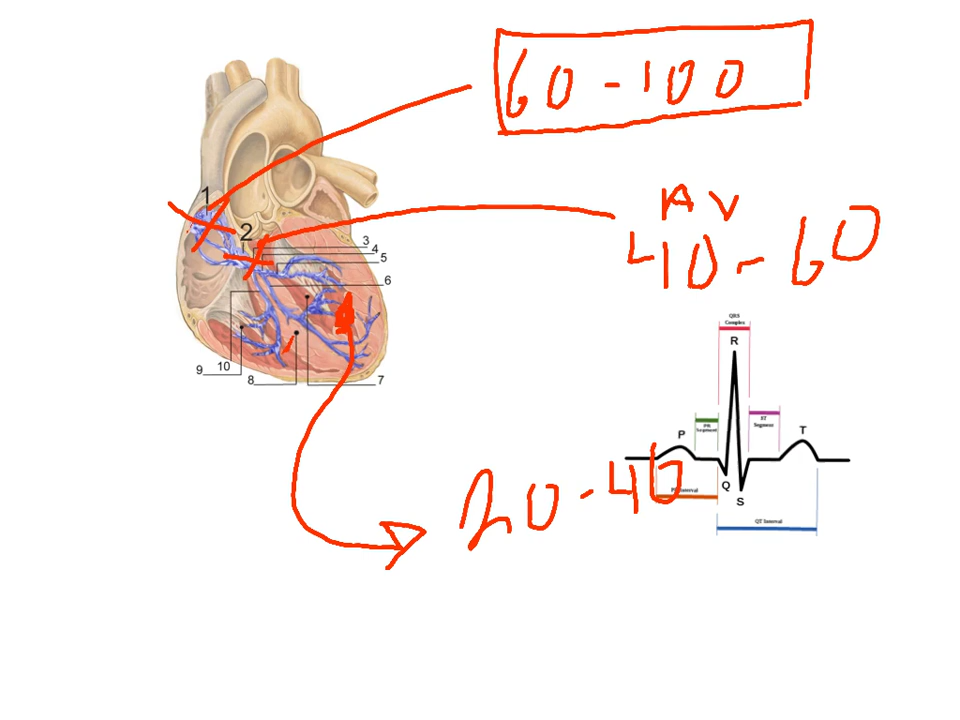 60 - 100
1
AV
40 - 60
2
3
4
5
6
QRS
Complex
R
10
9
8
7
PR
Segment
ST
Segment
P
T
Q
S
20 - 40
QT Interval